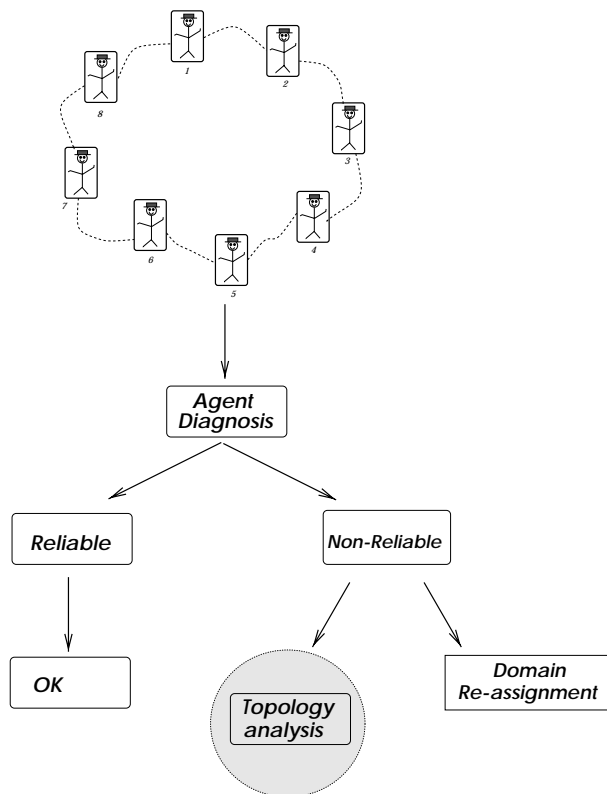 1
2
8
3
7
4
6
5
Agent
Diagnosis
Reliable
Non-Reliable
OK
Topology
analysis
Domain
Re-assignment